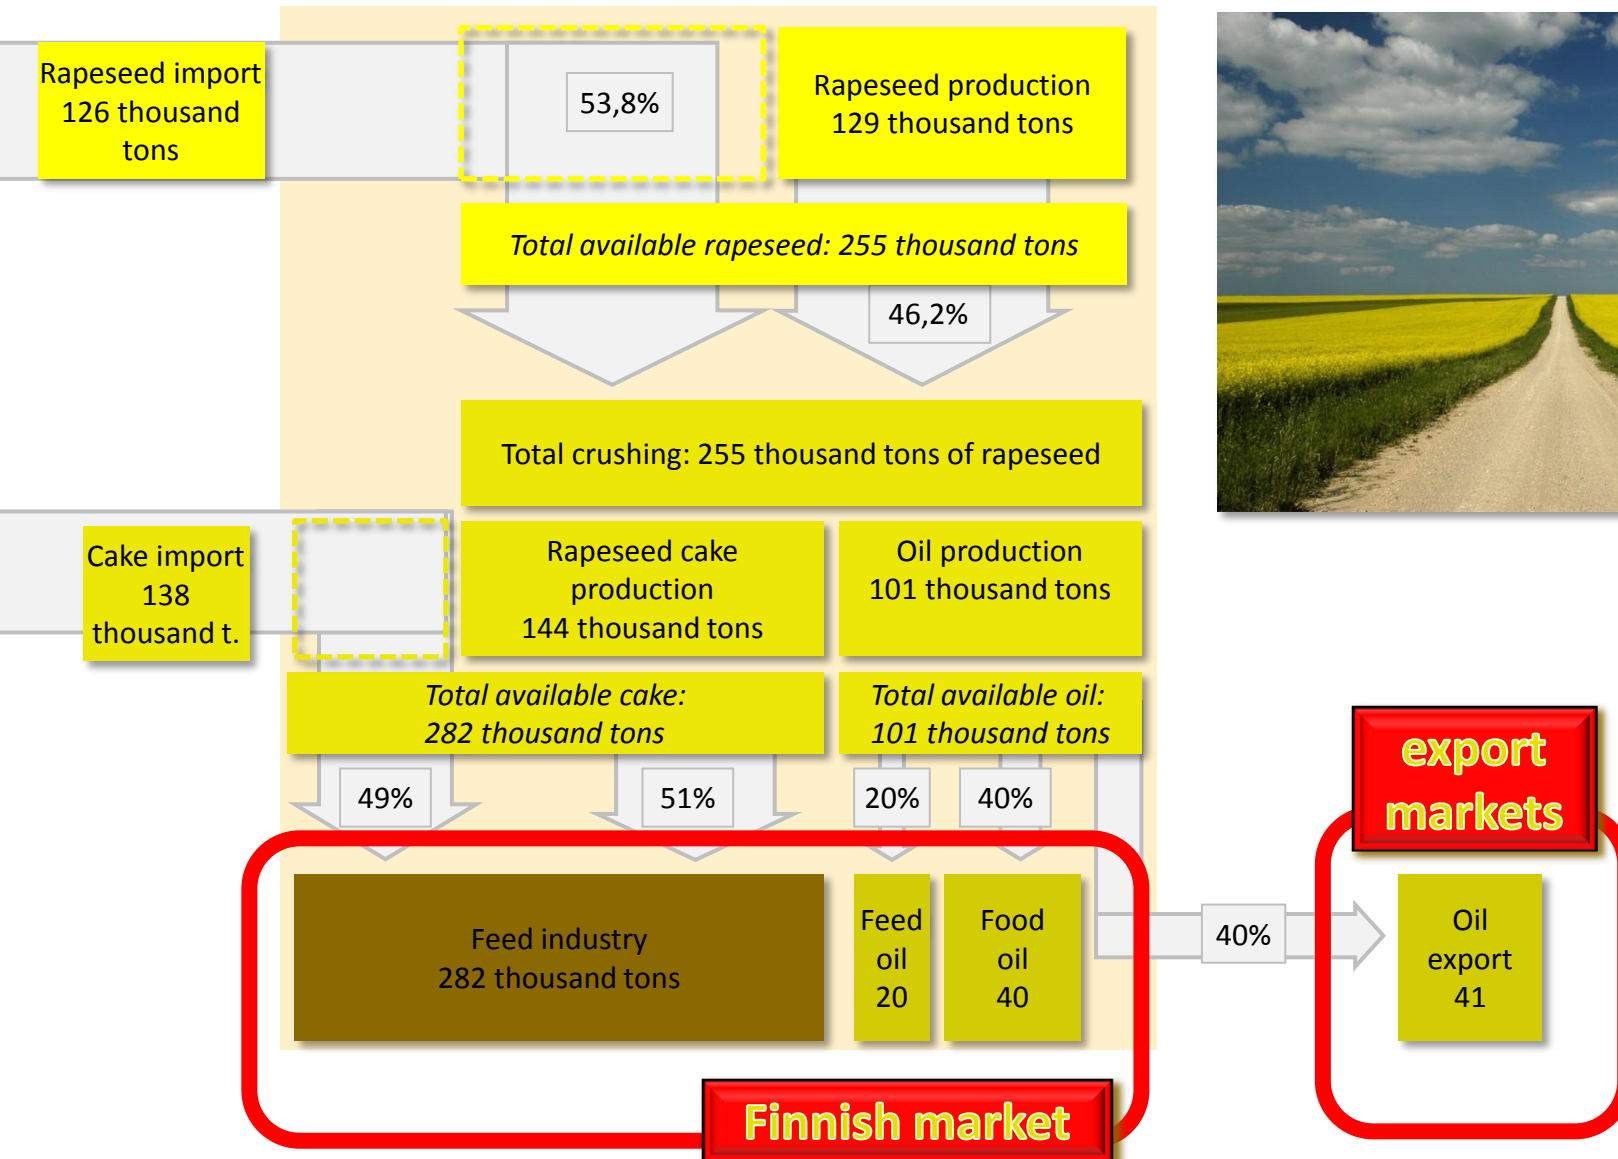 Rapeseed import
126 thousand
tons
53,8%
Rapeseed production
129 thousand tons
Total available rapeseed: 255 thousand tons
46,2%
Total crushing: 255 thousand tons of rapeseed
Cake import
138
thousand t.
Rapeseed cake
production
144 thousand tons
Oil production
101 thousand tons
Total available cake:
282 thousand tons
Total available oil:
101 thousand tons
49%
51%
20%
40%
export
markets
Feed industry
282 thousand tons
Feed
oil
20
Food
oil
40
40%
Oil
export
41
Finnish market